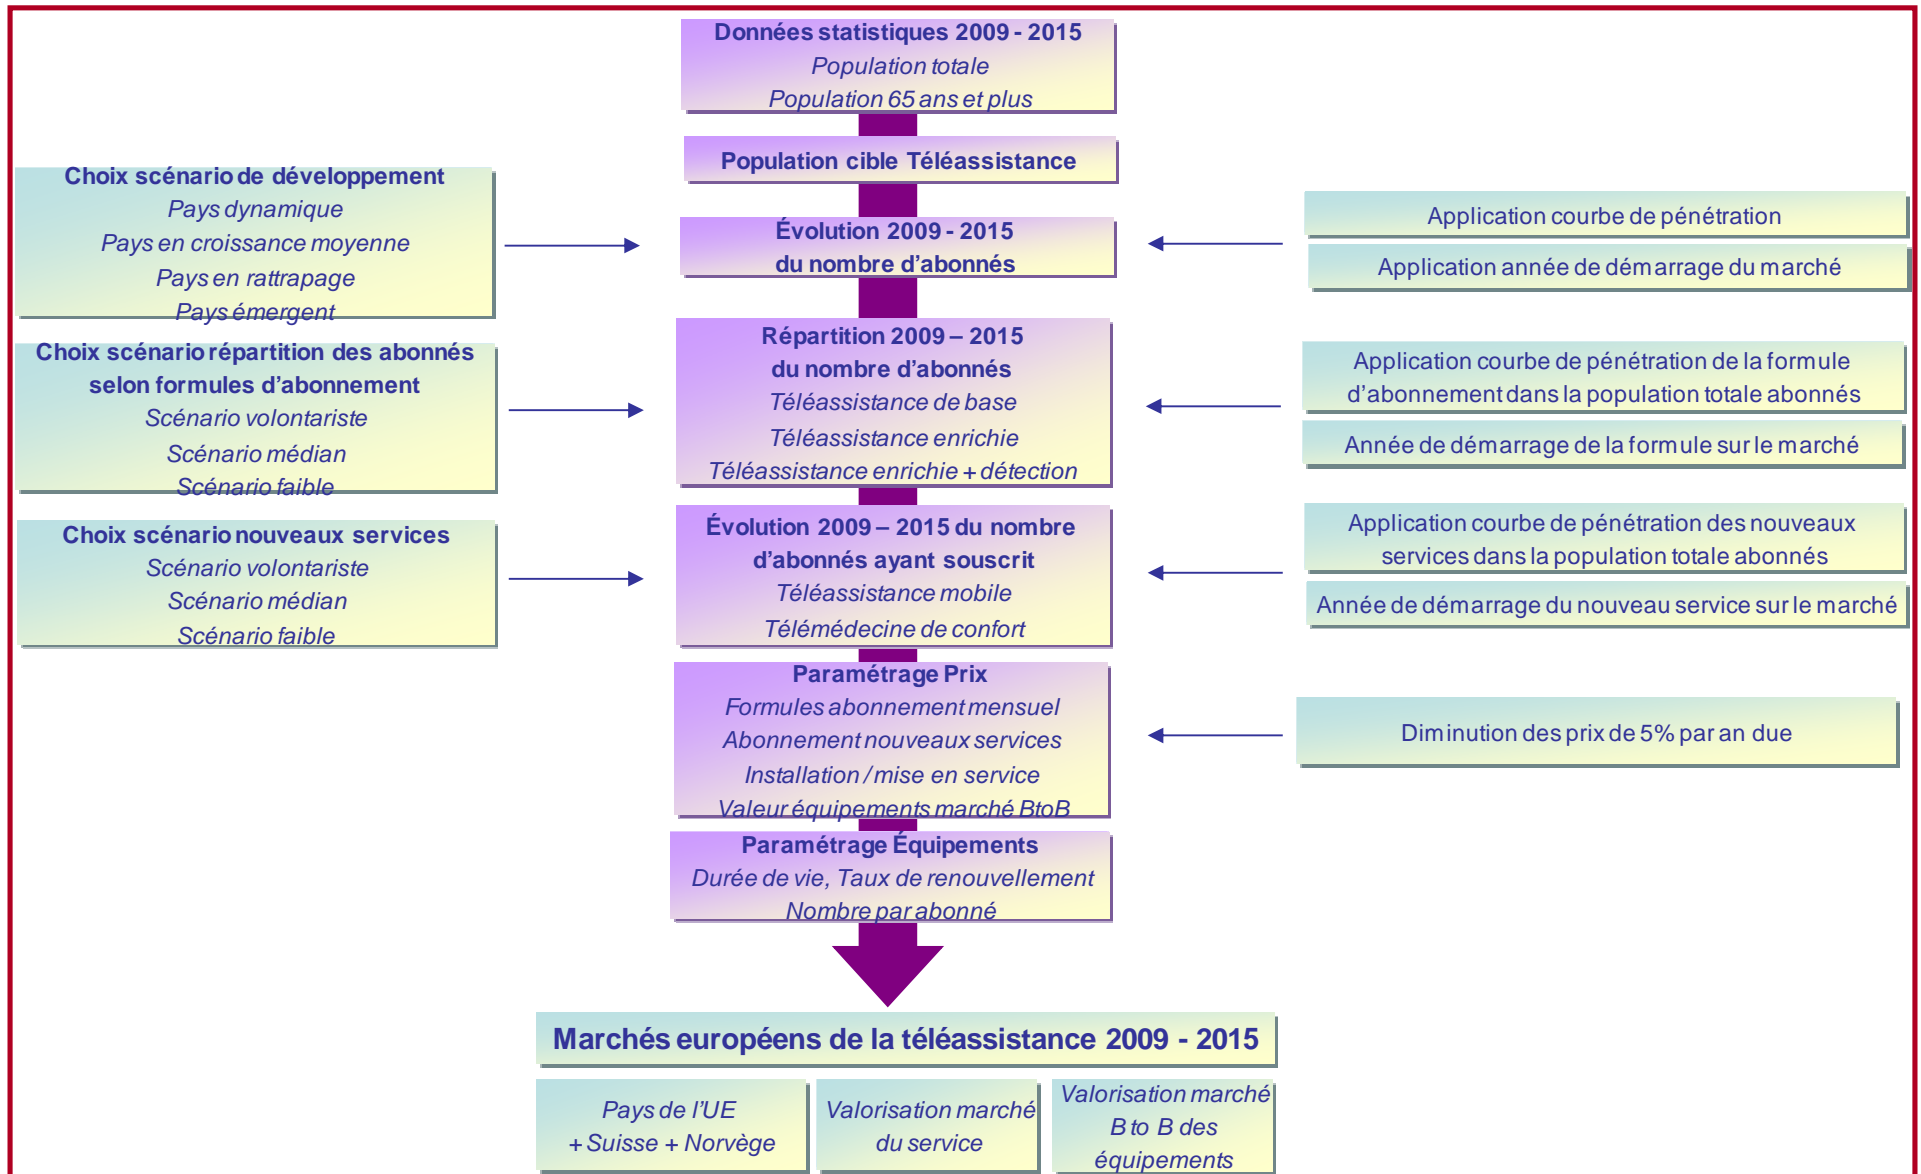 Données statistiques 2009 - 2015
Population totale
Population 65 ans et plus
Population cible Téléassistance
Choix scénario de développement
Pays dynamique
Pays en croissance moyenne
Pays en rattrapage
Pays émergent
Évolution 2009 - 2015
du nombre d'abonnés
Application courbe de pénétration
Application année de démarrage du marché
Choix scénario répartition des abonnés
selon formules d'abonnement
Scénario volontariste
Scénario médian
Scénario faible
Répartition 2009 – 2015
du nombre d'abonnés
Téléassistance de base
Téléassistance enrichie
Téléassistance enrichie + détection
Application courbe de pénétration de la formule
d'abonnement dans la population totale abonnés
Année de démarrage de la formule sur le marché
Choix scénario nouveaux services
Scénario volontariste
Scénario médian
Scénario faible
Évolution 2009 – 2015 du nombre
d'abonnés ayant souscrit
Téléassistance mobile
Télémédecine de confort
Application courbe de pénétration des nouveaux
services dans la population totale abonnés
Année de démarrage du nouveau service sur le marché
Paramétrage Prix
Formules abonnement mensuel
Abonnement nouveaux services
Installation / mise en service
Valeur équipements marché BtoB
Diminution des prix de 5% par an due
Paramétrage Équipements
Durée de vie, Taux de renouvellement
Nombre par abonné
Marchés européens de la téléassistance 2009 - 2015
Pays de l'UE
+ Suisse + Norvège
Valorisation marché
du service
Valorisation marché
B to B des
équipements